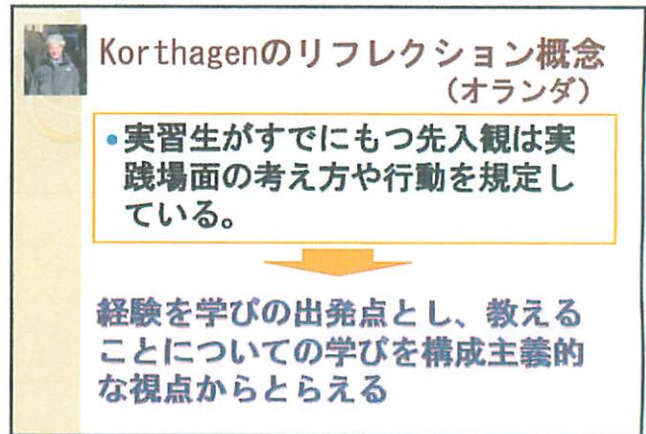 Korthagenのリフレクション概念
(オランダ)
•実習生がすでにもつ先入観は実
践場面の考え方や行動を規定し
ている。
経験を学びの出発点とし、教える
ことについての学びを構成主義的
な視点からとらえる